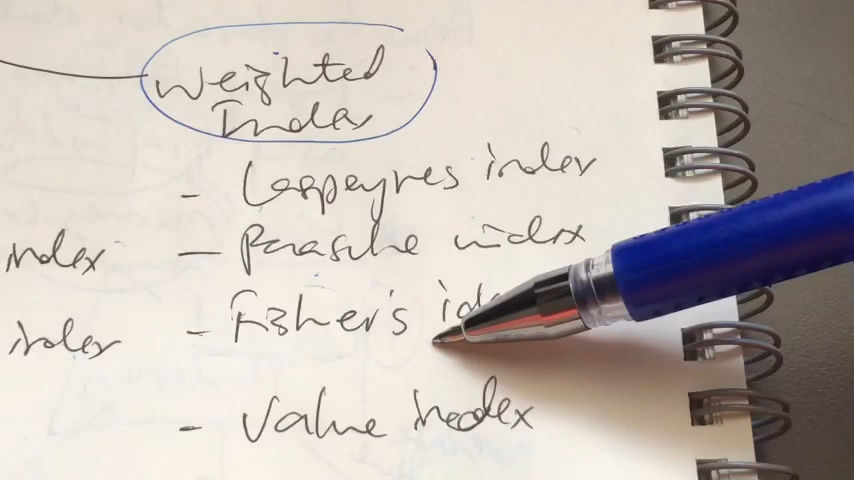 Weighted
Index
- Laspeyres index
index - Paasche index
index - Fisher's
- Value index